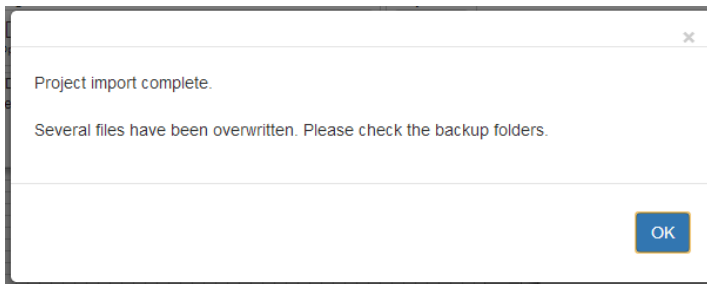 ×
Project import complete.
Several files have been overwritten. Please check the backup folders.
OK